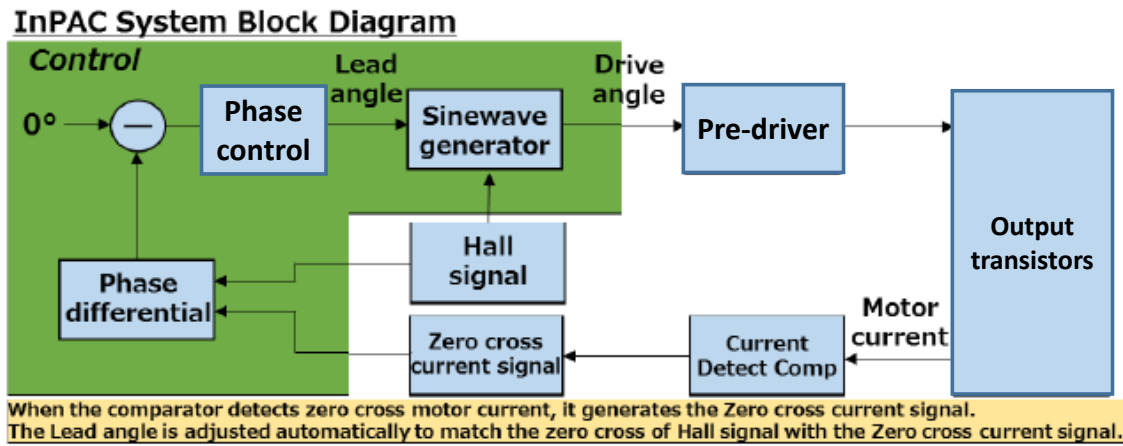 InPAC System Block Diagram
Control
0°
Phase
control
Lead
angle
Sinewave
generator
Drive
angle
Pre-driver
Output
transistors
Hall
signal
Phase
differential
Zero cross
current signal
Current
Detect Comp
Motor
current
When the comparator detects zero cross motor current, it generates the Zero cross current signal.
The Lead angle is adjusted automatically to match the zero cross of Hall signal with the Zero cross current signal.